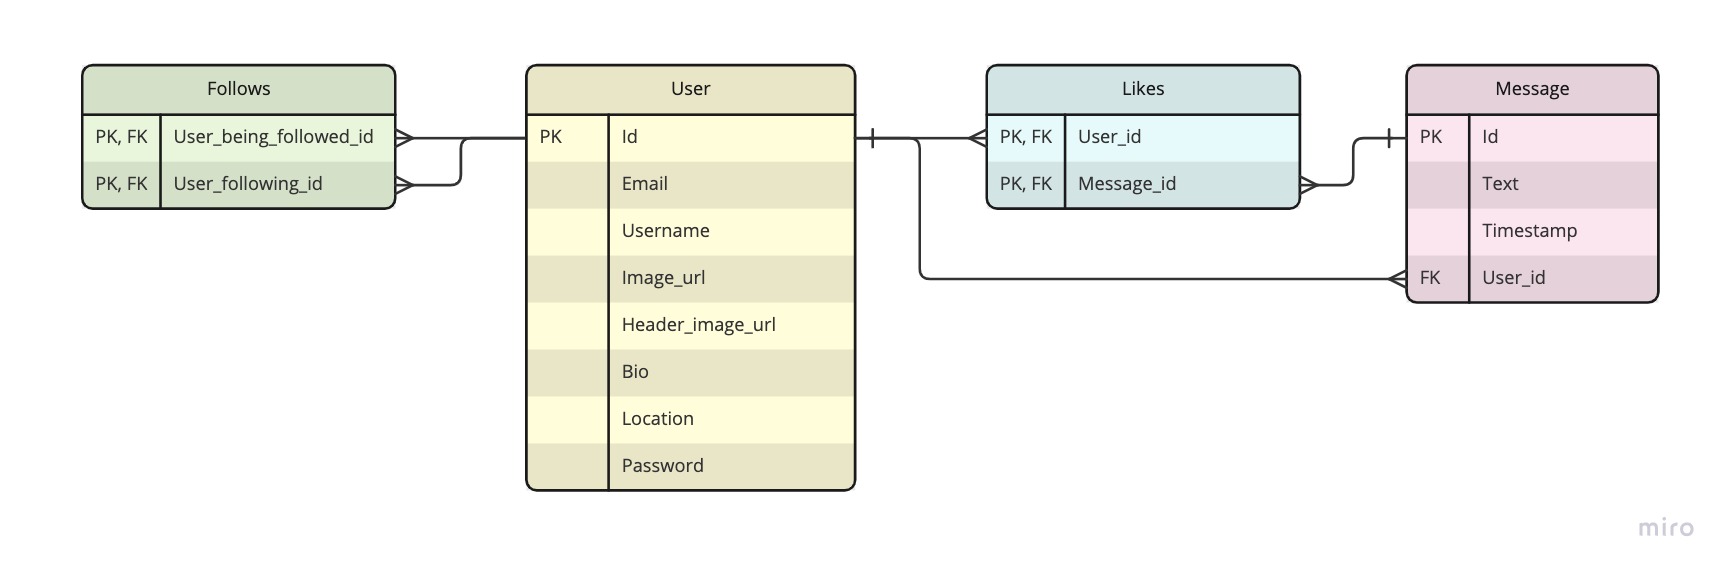 Follows
PK, FK User_being_followed_id
PK, FK User_following_id
User
PK Id
Email
Username
Image_url
Header_image_url
Bio
Location
Password
Likes
PK, FK User_id
PK, FK Message_id
Message
PK Id
Text
Timestamp
FK User_id
miro